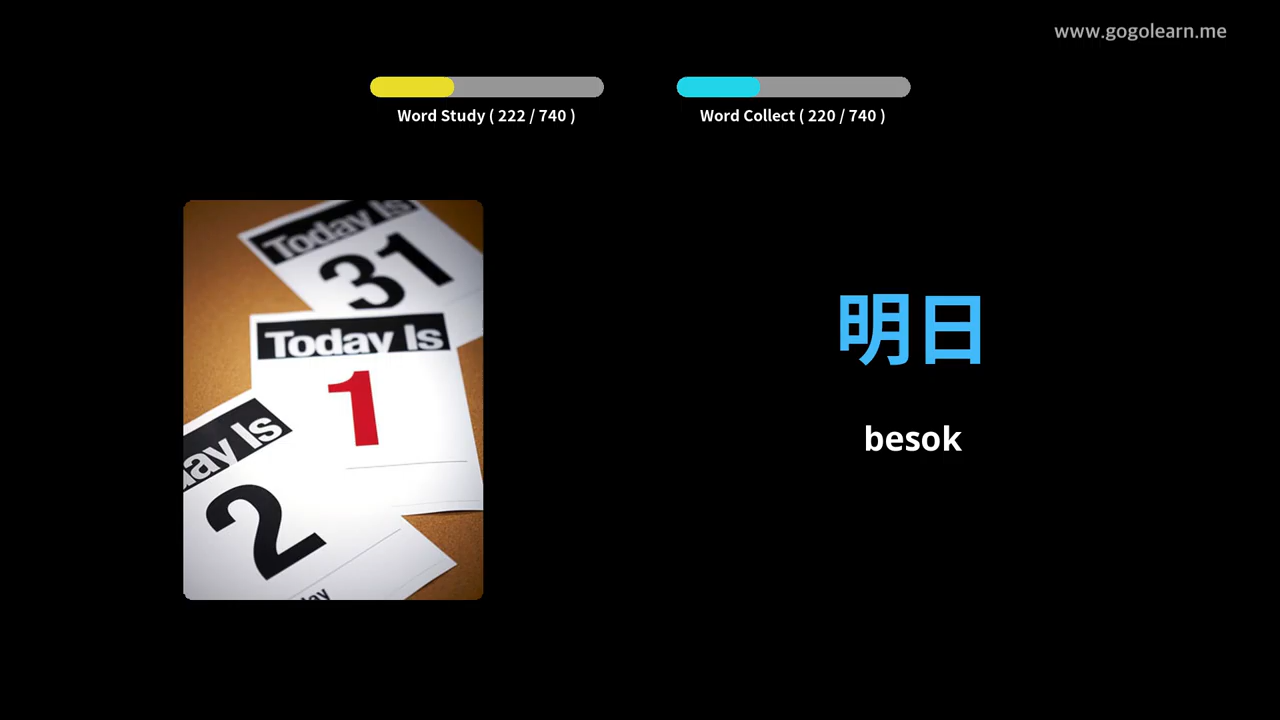 www.gogolearn.me
Word Study ( 222 / 740 )
Word Collect ( 220 / 740 )
Today Is
31
Today Is
1
ay Is
2
明日
besok